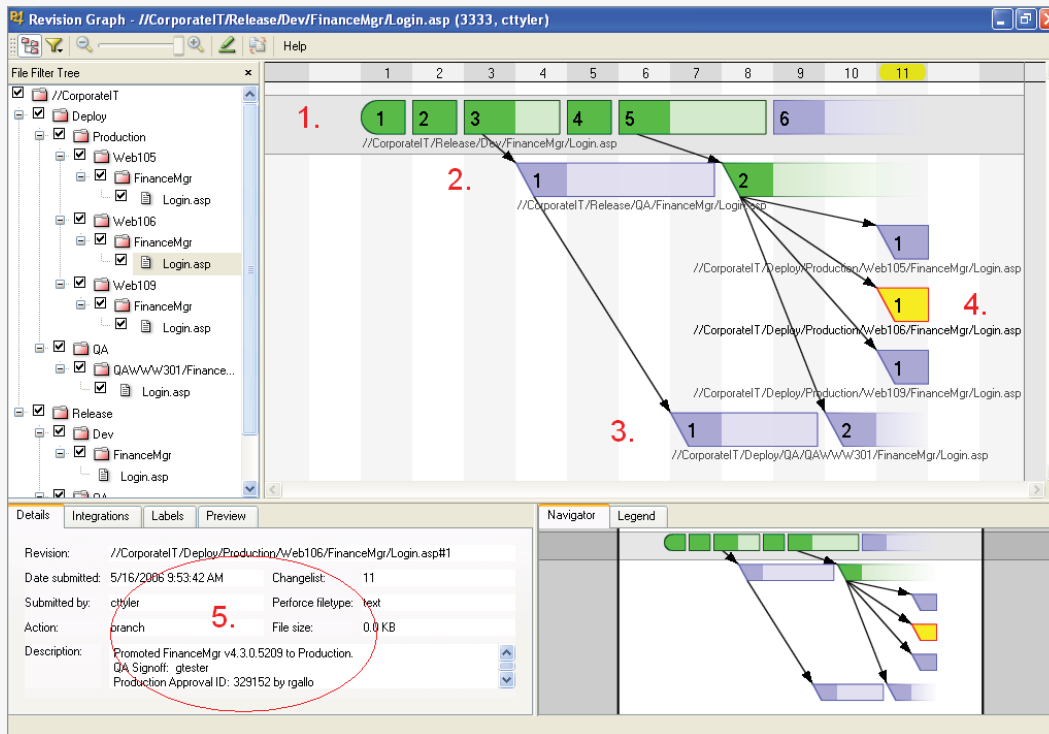 Revision Graph - //CorporateIT/Release/Dev/FinanceMgr/Login.asp (3333, cttyler)
Help
File Filter Tree
//CorporateIT
Deploy
Production
Web105
FinanceMgr
Login.asp
Web106
FinanceMgr
Login.asp
Web109
FinanceMgr
Login.asp
QA
QAWWW301/Finance...
Login.asp
Release
Dev
FinanceMgr
Login.asp
QA
1 2 3 4 5 6 7 8 9 10 11
1.
1 2 3 4 5 6
//CorporateIT/Release/Dev/FinanceMgr/Login.asp
2.
1 2
//CorporateIT/Release/QA/FinanceMgr/Login.asp
1
//CorporateIT/Deploy/Production/Web105/FinanceMgr/Login.asp
1
4.
//CorporateIT/Deploy/Production/Web106/FinanceMgr/Login.asp
1
//CorporateIT/Deploy/Production/Web109/FinanceMgr/Login.asp
3.
1 2
//CorporateIT/Deploy/QA/QAWWW301/FinanceMgr/Login.asp
Details Integrations Labels Preview
Revision: //CorporateIT/Deploy/Production/Web106/FinanceMgr/Login.asp#1
Date submitted: 5/16/2006 9:53:42 AM Changelist: 11
Submitted by: cttyler Perforce filetype: text
5.
Action: branch File size: 0.0 KB
Description: Promoted FinanceMgr v4.3.0.5209 to Production.
QA Signoff: gtester
Production Approval ID: 329152 by rgallo
Navigator Legend